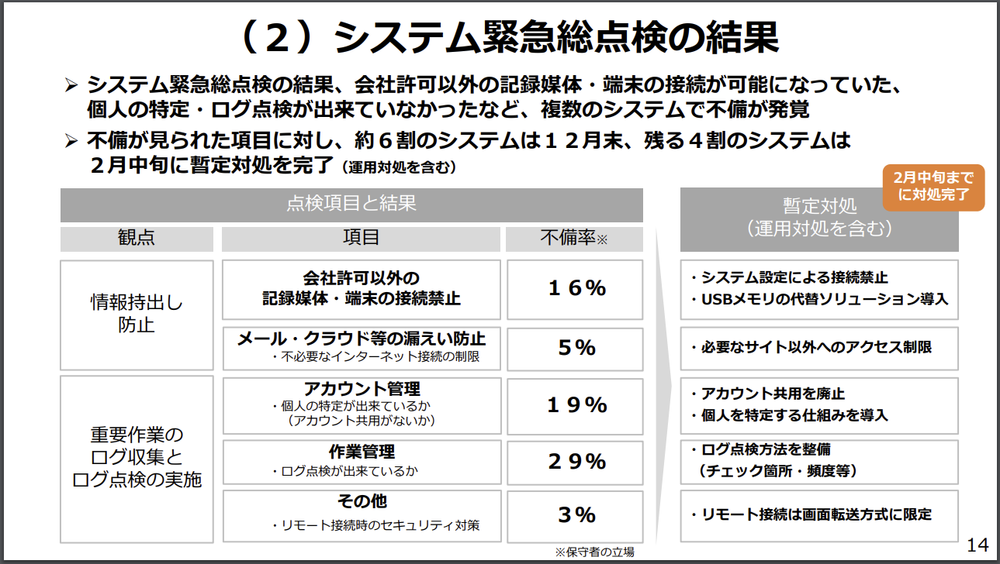 （２）システム緊急総点検の結果
➢ システム緊急総点検の結果、会社許可以外の記録媒体・端末の接続が可能になっていた、
個人の特定・ログ点検が出来ていなかったなど、複数のシステムで不備が発覚
➢ 不備が見られた項目に対し、約６割のシステムは１２月末、残る４割のシステムは
２月中旬に暫定対処を完了（運用対処を含む）
2月中旬まで
に対処完了
点検項目と結果
暫定対処
（運用対処を含む）
観点
項目
不備率※
情報持出し
防止
会社許可以外の
記録媒体・端末の接続禁止
１６%
・システム設定による接続禁止
・USBメモリの代替ソリューション導入
メール・クラウド等の漏えい防止
・不必要なインターネット接続の制限
５%
・必要なサイト以外へのアクセス制限
重要作業の
ログ収集と
ログ点検の実施
アカウント管理
・個人の特定が出来ているか
（アカウント共用がないか）
１９%
・アカウント共用を廃止
・個人を特定する仕組みを導入
作業管理
・ログ点検が出来ているか
２９%
・ログ点検方法を整備
（チェック箇所・頻度等）
その他
・リモート接続時のセキュリティ対策
３%
・リモート接続は画面転送方式に限定
※保守者の立場
14